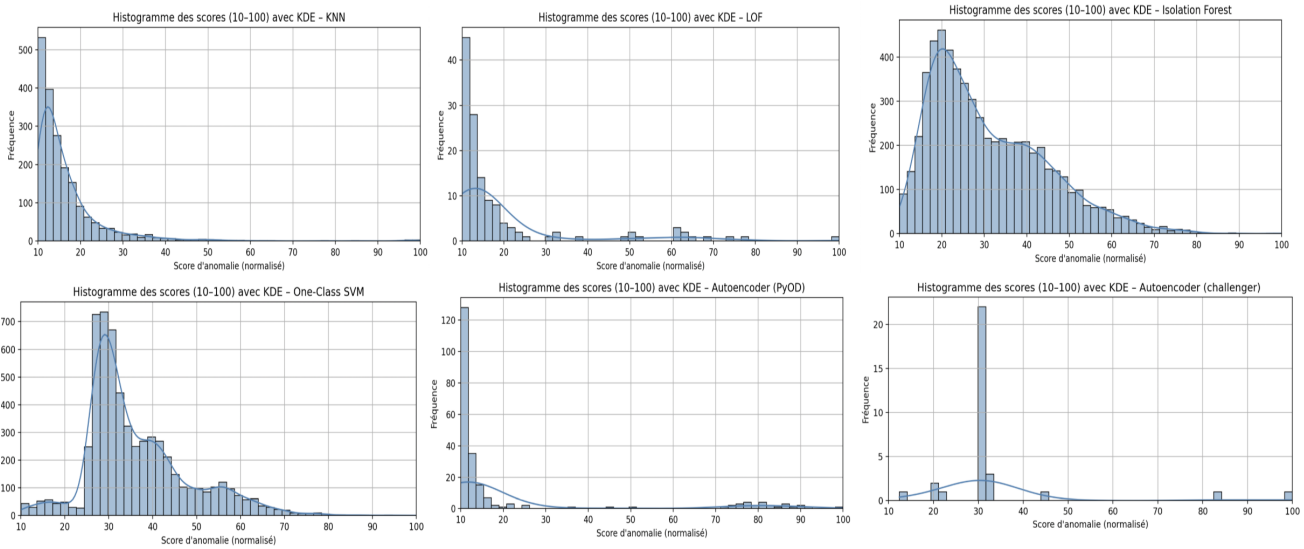 Histogramme des scores (10–100) avec KDE – KNN
Fréquence
500
400
300
200
100
0
10 20 30 40 50 60 70 80 90 100
Score d'anomalie (normalisé)
Histogramme des scores (10–100) avec KDE – LOF
Fréquence
40
30
20
10
0
10 20 30 40 50 60 70 80 90 100
Score d'anomalie (normalisé)
Histogramme des scores (10–100) avec KDE – Isolation Forest
Fréquence
400
300
200
100
0
10 20 30 40 50 60 70 80 90 100
Score d'anomalie (normalisé)
Histogramme des scores (10–100) avec KDE – One-Class SVM
700
600
500
400
300
200
100
0
10 20 30 40 50 60 70 80 90 100
Score d'anomalie (normalisé)
Histogramme des scores (10–100) avec KDE – Autoencoder (PyOD)
Fréquence
120
100
80
60
40
20
0
10 20 30 40 50 60 70 80 90 100
Score d'anomalie (normalisé)
Histogramme des scores (10–100) avec KDE – Autoencoder (challenger)
Fréquence
20
15
10
5
0
10 20 30 40 50 60 70 80 90 100
Score d'anomalie (normalisé)